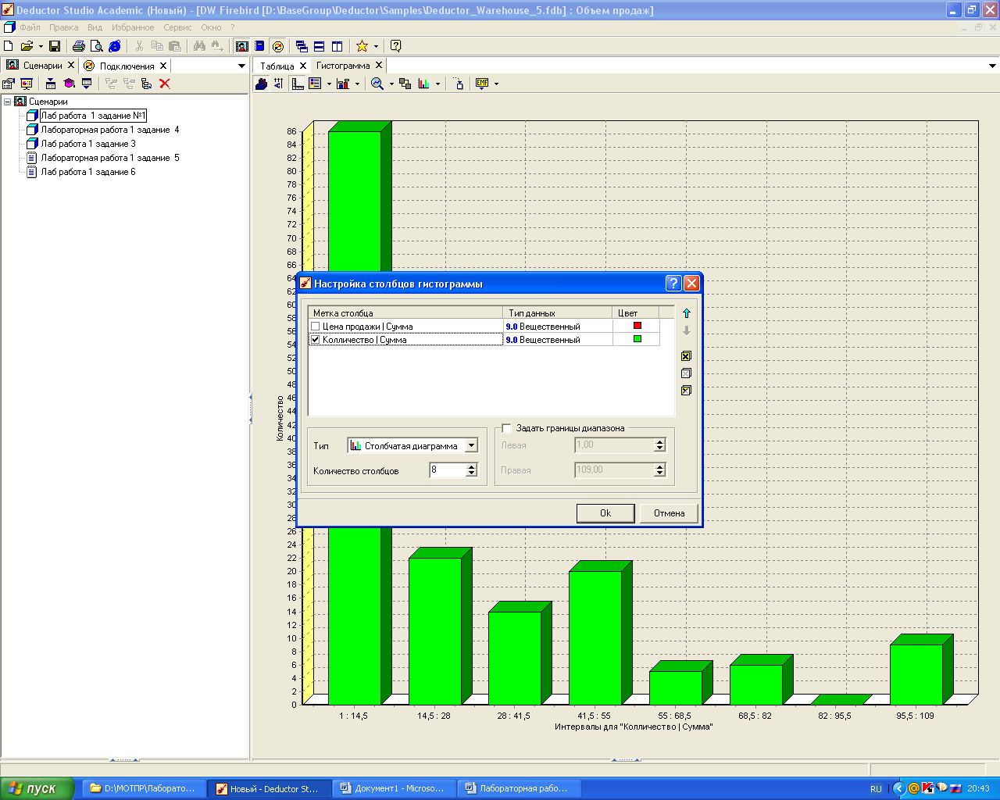 Deductor Studio Academic (Новый) - [DW Firebird [D:\BaseGroup\Deductor\Samples\Deductor_Warehouse_5.fdb] : Объем продаж]
Файл Правка Вид Избранное Сервис Окно ?
Сценарии Подключения
Таблица Гистограмма
EMF
Сценарии
Лаб работа 1 задание №1
Лабораторная работа 1 задание 4
Лаб работа 1 задание 3
Лабораторная работа 1 задание 5
Лаб работа 1 задание 6
86
84
82
80
78
76
74
72
70
68
66
64
62
60
58
56
54
52
50
48
46
44
42
40
38
36
34
32
30
28
26
24
22
20
18
16
14
12
10
8
6
4
2
0
Количество
Настройка столбцов гистограммы
Метка столбца Тип данных Цвет
Цена продажи | Сумма 9.0 Вещественный
Колличество | Сумма 9.0 Вещественный
Тип Столбчатая диаграмма
Количество столбцов 8
Задать границы диапазона
Левая 1,00
Правая 109,00
Ok Отмена
1 : 14,5 14,5 : 28 28 : 41,5 41,5 : 55 55 : 68,5 68,5 : 82 82 : 95,5 95,5 : 109
Интервалы для "Колличество | Сумма"
пуск D:\МОТПР\Лаборато... Новый - Deductor St... Документ1 - Microso... Лабораторная рабо... RU 20:43